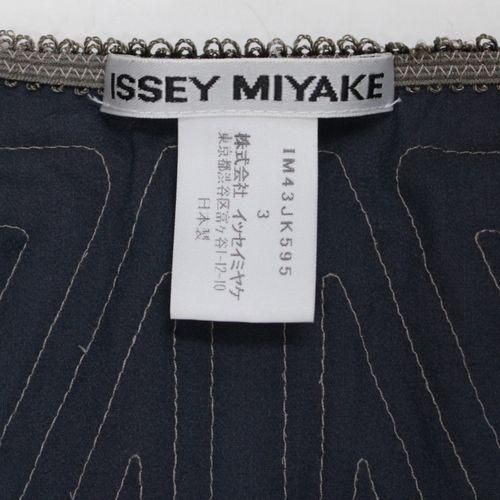 ISSEY MIYAKE
IM43JK595
3
株式会社 イッセイミヤケ
東京都渋谷区富ヶ谷1-12-10
日本製